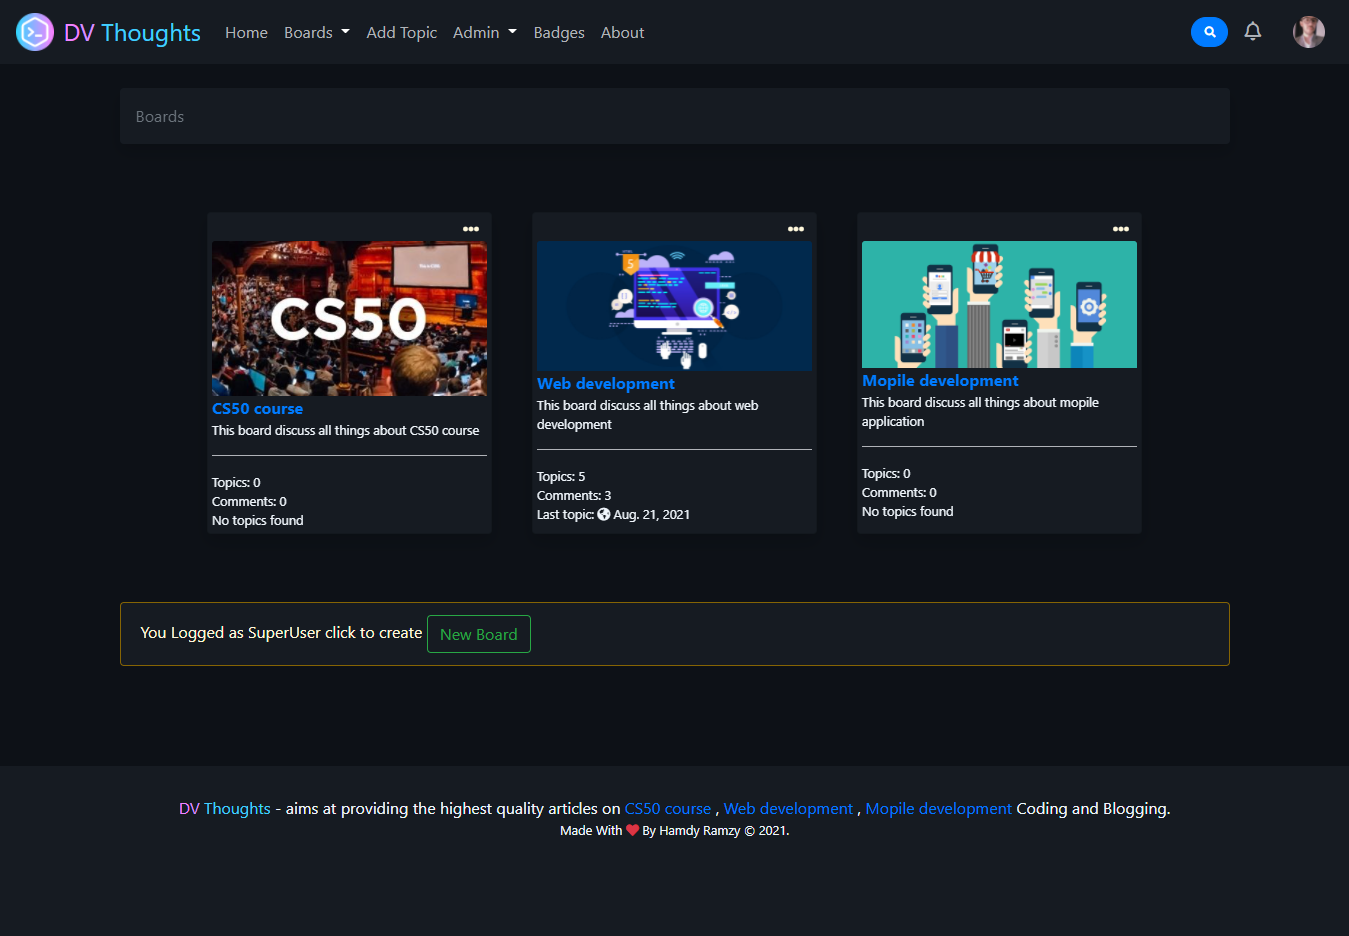 DV Thoughts Home Boards Add Topic Admin Badges About
Boards
CS50
CS50 course
This board discuss all things about CS50 course
Topics: 0
Comments: 0
No topics found
5
Web development
This board discuss all things about web
development
Topics: 5
Comments: 3
Last topic: Aug. 21, 2021
Mopile development
This board discuss all things about mopile
application
Topics: 0
Comments: 0
No topics found
You Logged as SuperUser click to create New Board
DV Thoughts - aims at providing the highest quality articles on CS50 course , Web development , Mopile development Coding and Blogging.
Made With ❤ By Hamdy Ramzy © 2021.